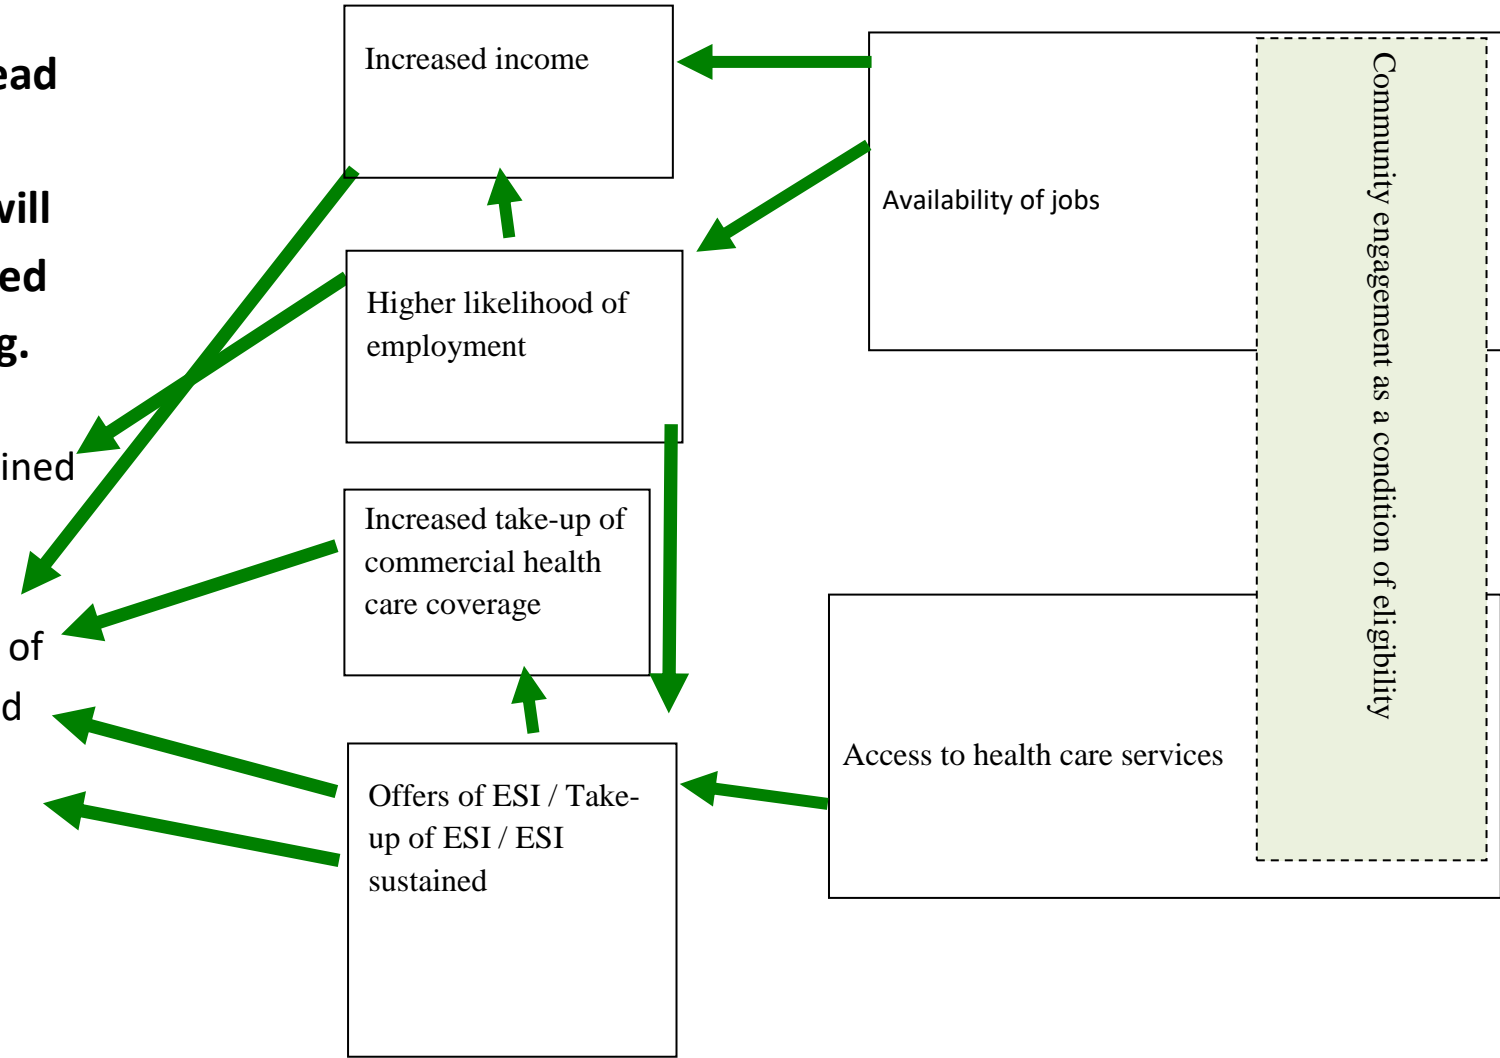 ead
will
ed
g.
ined
of
d
Increased income
Higher likelihood of
employment
Increased take-up of
commercial health
care coverage
Offers of ESI / Take-
up of ESI / ESI
sustained
Availability of jobs
Access to health care services
Community engagement as a condition of eligibility